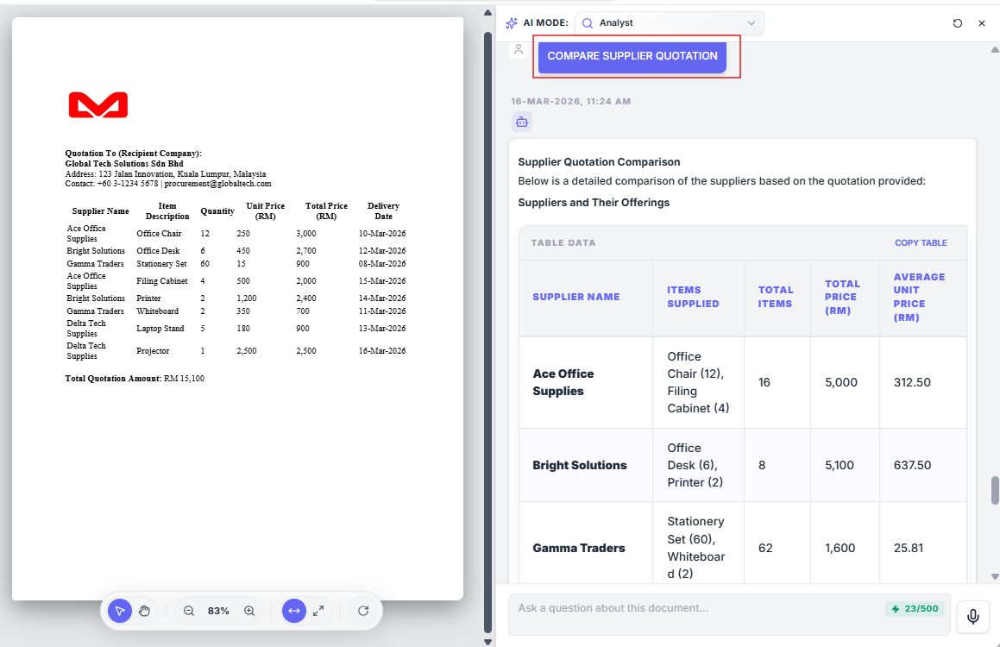 Quotation To (Recipient Company):
Global Tech Solutions Sdn Bhd
Address: 123 Jalan Innovation, Kuala Lumpur, Malaysia
Contact: +60 3-1234 5678 | procurement@globaltech.com
Supplier Name Item Description Quantity Unit Price (RM) Total Price (RM) Delivery Date
Ace Office Supplies Office Chair 12 250 3,000 10-Mar-2026
Bright Solutions Office Desk 6 450 2,700 12-Mar-2026
Gamma Traders Stationery Set 60 15 900 08-Mar-2026
Ace Office Supplies Filing Cabinet 4 500 2,000 15-Mar-2026
Bright Solutions Printer 2 1,200 2,400 14-Mar-2026
Gamma Traders Whiteboard 2 350 700 11-Mar-2026
Delta Tech Supplies Laptop Stand 5 180 900 13-Mar-2026
Delta Tech Supplies Projector 1 2,500 2,500 16-Mar-2026
Total Quotation Amount: RM 15,100
83%
AI MODE: Analyst
COMPARE SUPPLIER QUOTATION
16-MAR-2026, 11:24 AM
Supplier Quotation Comparison
Below is a detailed comparison of the suppliers based on the quotation provided:
Suppliers and Their Offerings
TABLE DATA COPY TABLE
SUPPLIER NAME ITEMS SUPPLIED TOTAL ITEMS TOTAL PRICE (RM) AVERAGE UNIT PRICE (RM)
Ace Office Supplies Office Chair (12), Filing Cabinet (4) 16 5,000 312.50
Bright Solutions Office Desk (6), Printer (2) 8 5,100 637.50
Gamma Traders Stationery Set (60), Whiteboard (2) 62 1,600 25.81
Ask a question about this document...
23/500